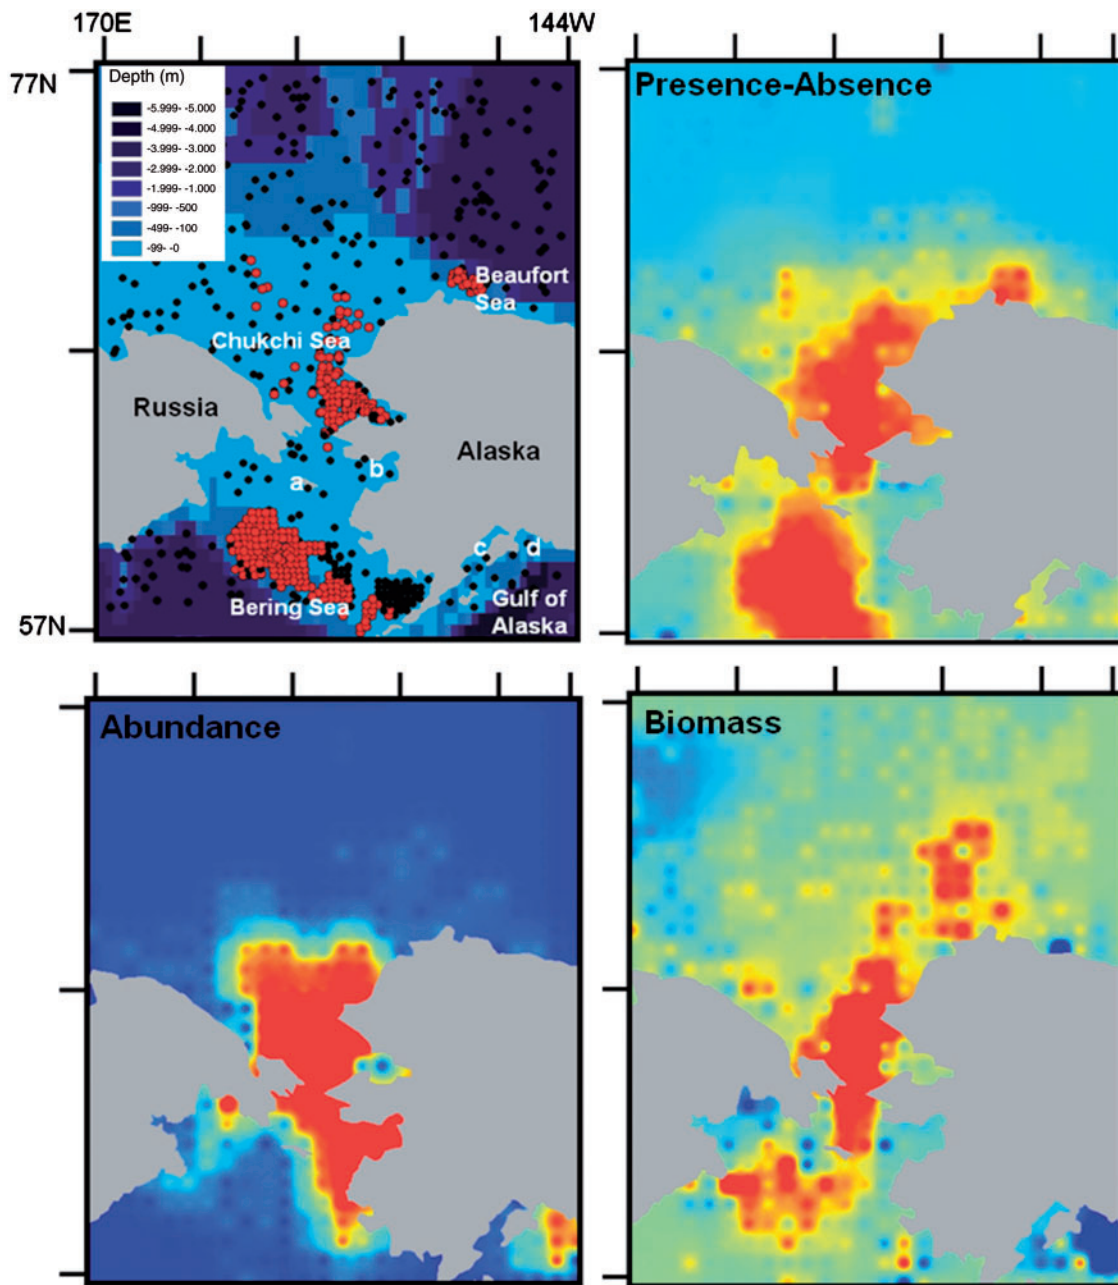 170E
144W
77N
Depth (m)
-5.999- -5.000
-4.999- -4.000
-3.999- -3.000
-2.999- -2.000
-1.999- -1.000
-999- -500
-499- -100
-99- -0
Presence-Absence
Beaufort
Sea
Chukchi Sea
Russia
Alaska
a
b
c
d
Bering Sea
Gulf of
Alaska
57N
Abundance
Biomass